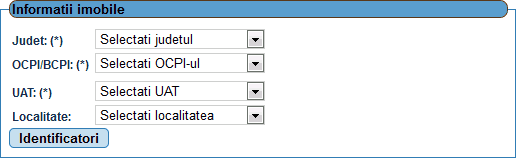 Informatii imobile
Judet: (*) Selectati judetul
OCPI/BCPI: (*) Selectati OCPI-ul
UAT: (*) Selectati UAT
Localitate: Selectati localitatea
Identificatori